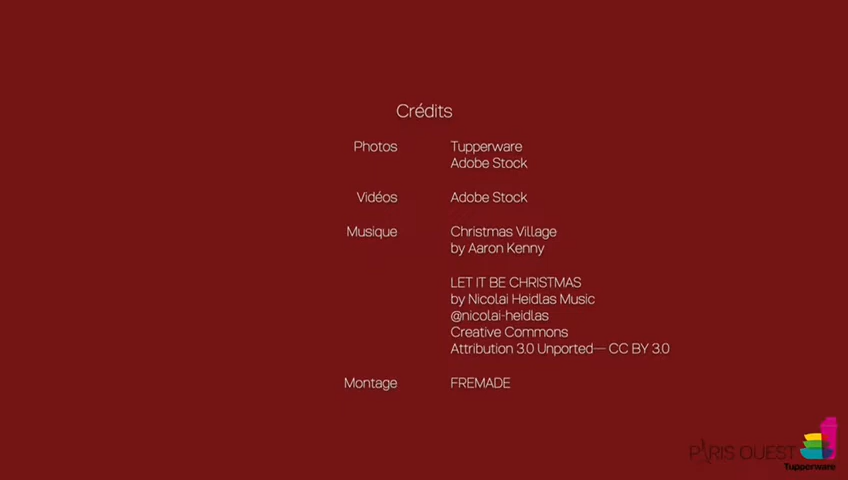 Crédits
Photos Tupperware
Adobe Stock
Vidéos Adobe Stock
Musique Christmas Village
by Aaron Kenny
LET IT BE CHRISTMAS
by Nicolai Heidlas Music
@nicolai-heidlas
Creative Commons
Attribution 3.0 Unported— CC BY 3.0
Montage FREMADE
PARIS OUEST
Tupperware